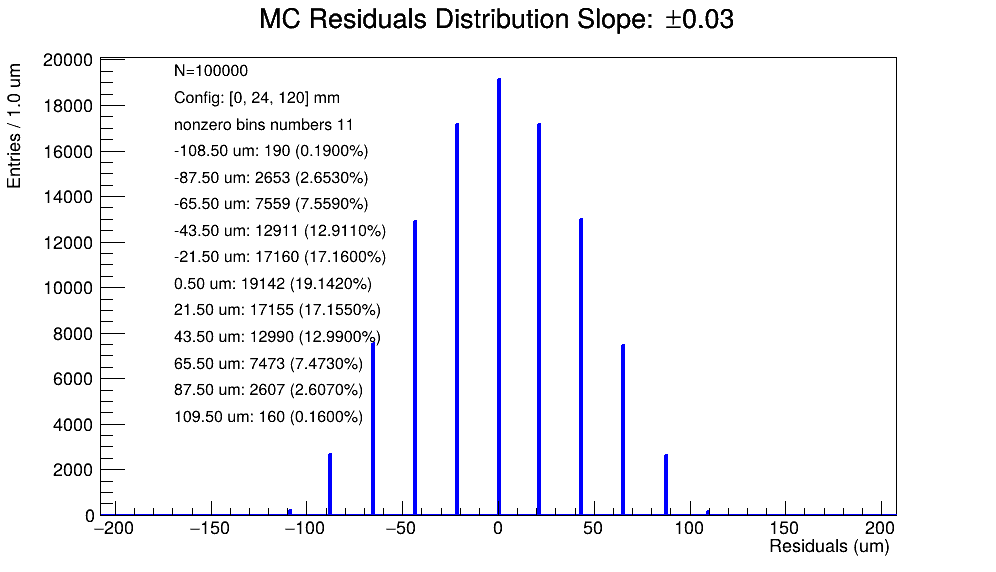 MC Residuals Distribution Slope: ±0.03
Entries / 1.0 um
20000
18000
16000
14000
12000
10000
8000
6000
4000
2000
0
N=100000
Config: [0, 24, 120] mm
nonzero bins numbers 11
-108.50 um: 190 (0.1900%)
-87.50 um: 2653 (2.6530%)
-65.50 um: 7559 (7.5590%)
-43.50 um: 12911 (12.9110%)
-21.50 um: 17160 (17.1600%)
0.50 um: 19142 (19.1420%)
21.50 um: 17155 (17.1550%)
43.50 um: 12990 (12.9900%)
65.50 um: 7473 (7.4730%)
87.50 um: 2607 (2.6070%)
109.50 um: 160 (0.1600%)
−200 −150 −100 −50 0 50 100 150 200
Residuals (um)